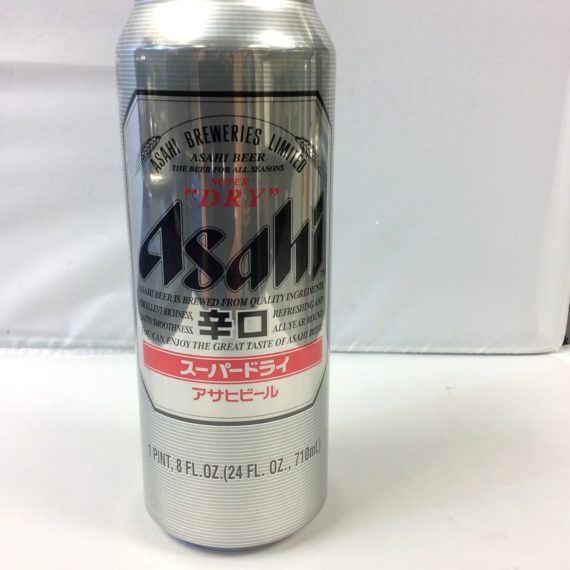 ASAHI BREWERIES LIMITED
ASAHI BEER
THE BEER FOR ALL SEASONS
SUPER
"DRY"
Asahi
ASAHI BEER IS BREWED FROM QUALITY INGREDIENTS
EXCELLENT RICHNESS, REFRESHING AND
SMOOTHNESS. 辛口 ALL YEAR ROUND
YOU CAN ENJOY THE GREAT TASTE OF ASAHI BEER
スーパードライ
アサヒビール
1 PINT, 8 FL.OZ.(24 FL. OZ., 710mL)